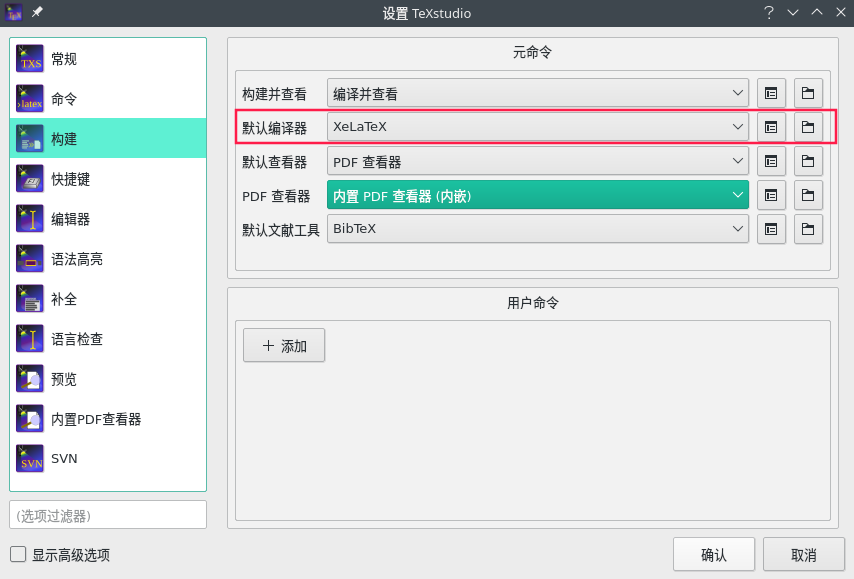 设置 TeXstudio
TXS 常规
›latex 命令
构建
快捷键
编辑器
语法高亮
补全
语言检查
预览
内置PDF查看器
SVN SVN
(选项过滤器)
显示高级选项
元命令
构建并查看 编译并查看
默认编译器 XeLaTeX
默认查看器 PDF 查看器
PDF 查看器 内置 PDF 查看器 (内嵌)
默认文献工具 BibTeX
用户命令
+ 添加
确认 取消